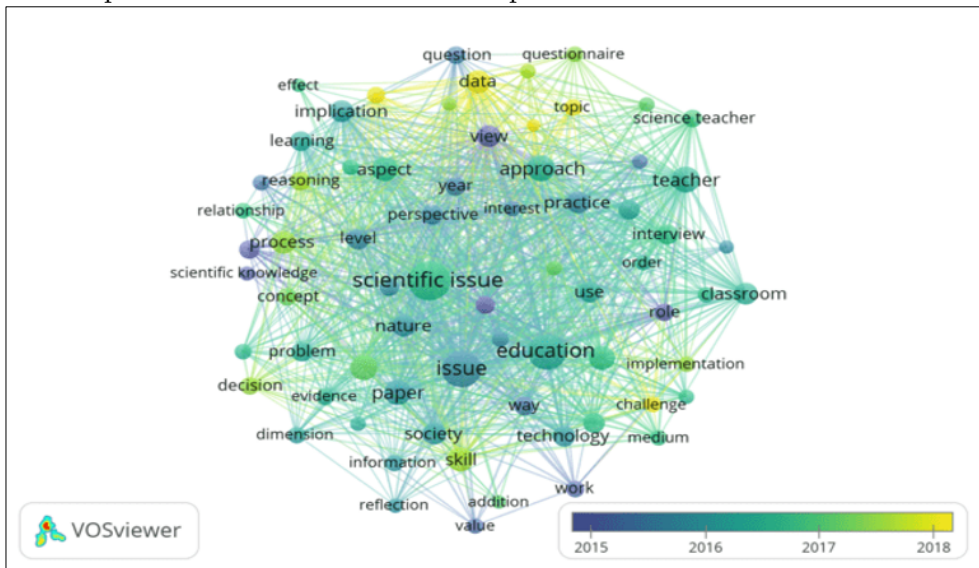 question
questionnaire
effect
data
implication
topic
science teacher
learning
view
aspect
approach
teacher
reasoning
year
relationship
perspective
interest
practice
process
level
interview
scientific knowledge
order
concept
scientific issue
use
classroom
nature
role
problem
education
issue
implementation
decision
evidence
paper
way
challenge
dimension
society
technology
medium
information
skill
work
reflection
addition
value
VOSviewer
2015 2016 2017 2018